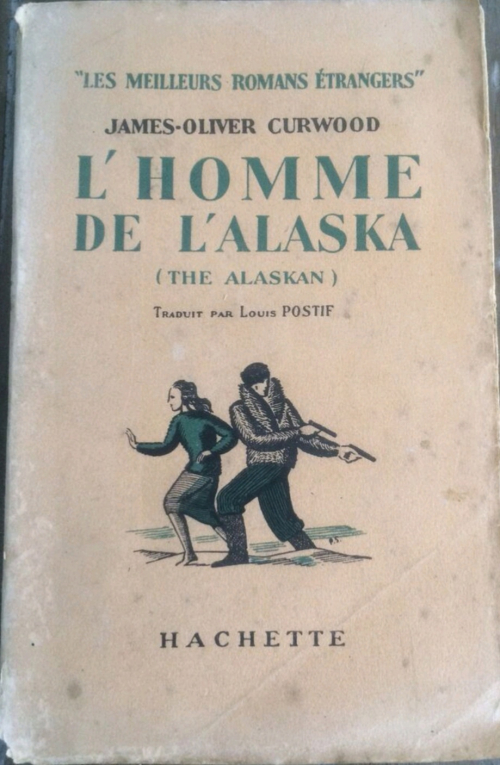 "LES MEILLEURS ROMANS ÉTRANGERS"
JAMES-OLIVER CURWOOD
L'HOMME
DE L'ALASKA
(THE ALASKAN)
TRADUIT PAR LOUIS POSTIF
HACHETTE